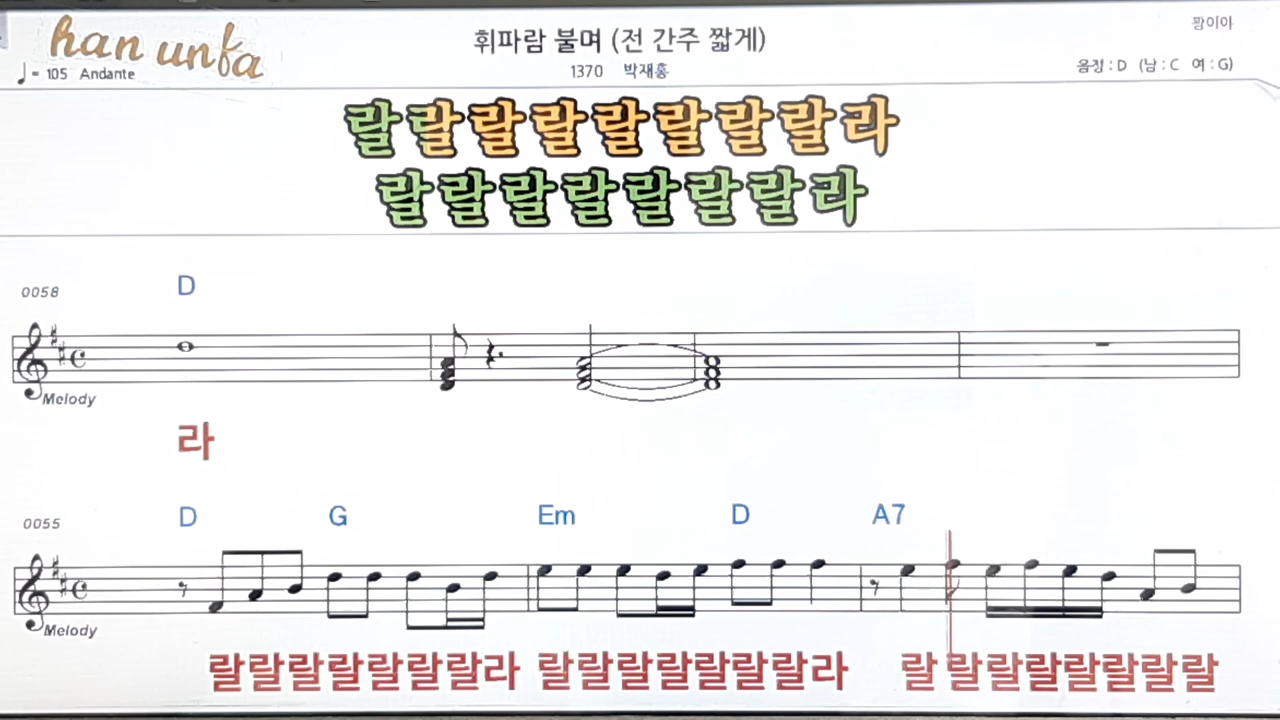 han unfa
휘파람 불며 (전 간주 짧게)
꽝이아
♩= 105 Andante
1370 박재홍
음정 : D (남 : C 여 : G)
랄랄랄랄랄랄랄랄라
랄랄랄랄랄랄랄라
0058 D
Melody
라
0055 D G Em D A7
Melody
랄랄랄랄랄랄랄라 랄랄랄랄랄랄랄라 랄랄랄랄랄랄랄랄